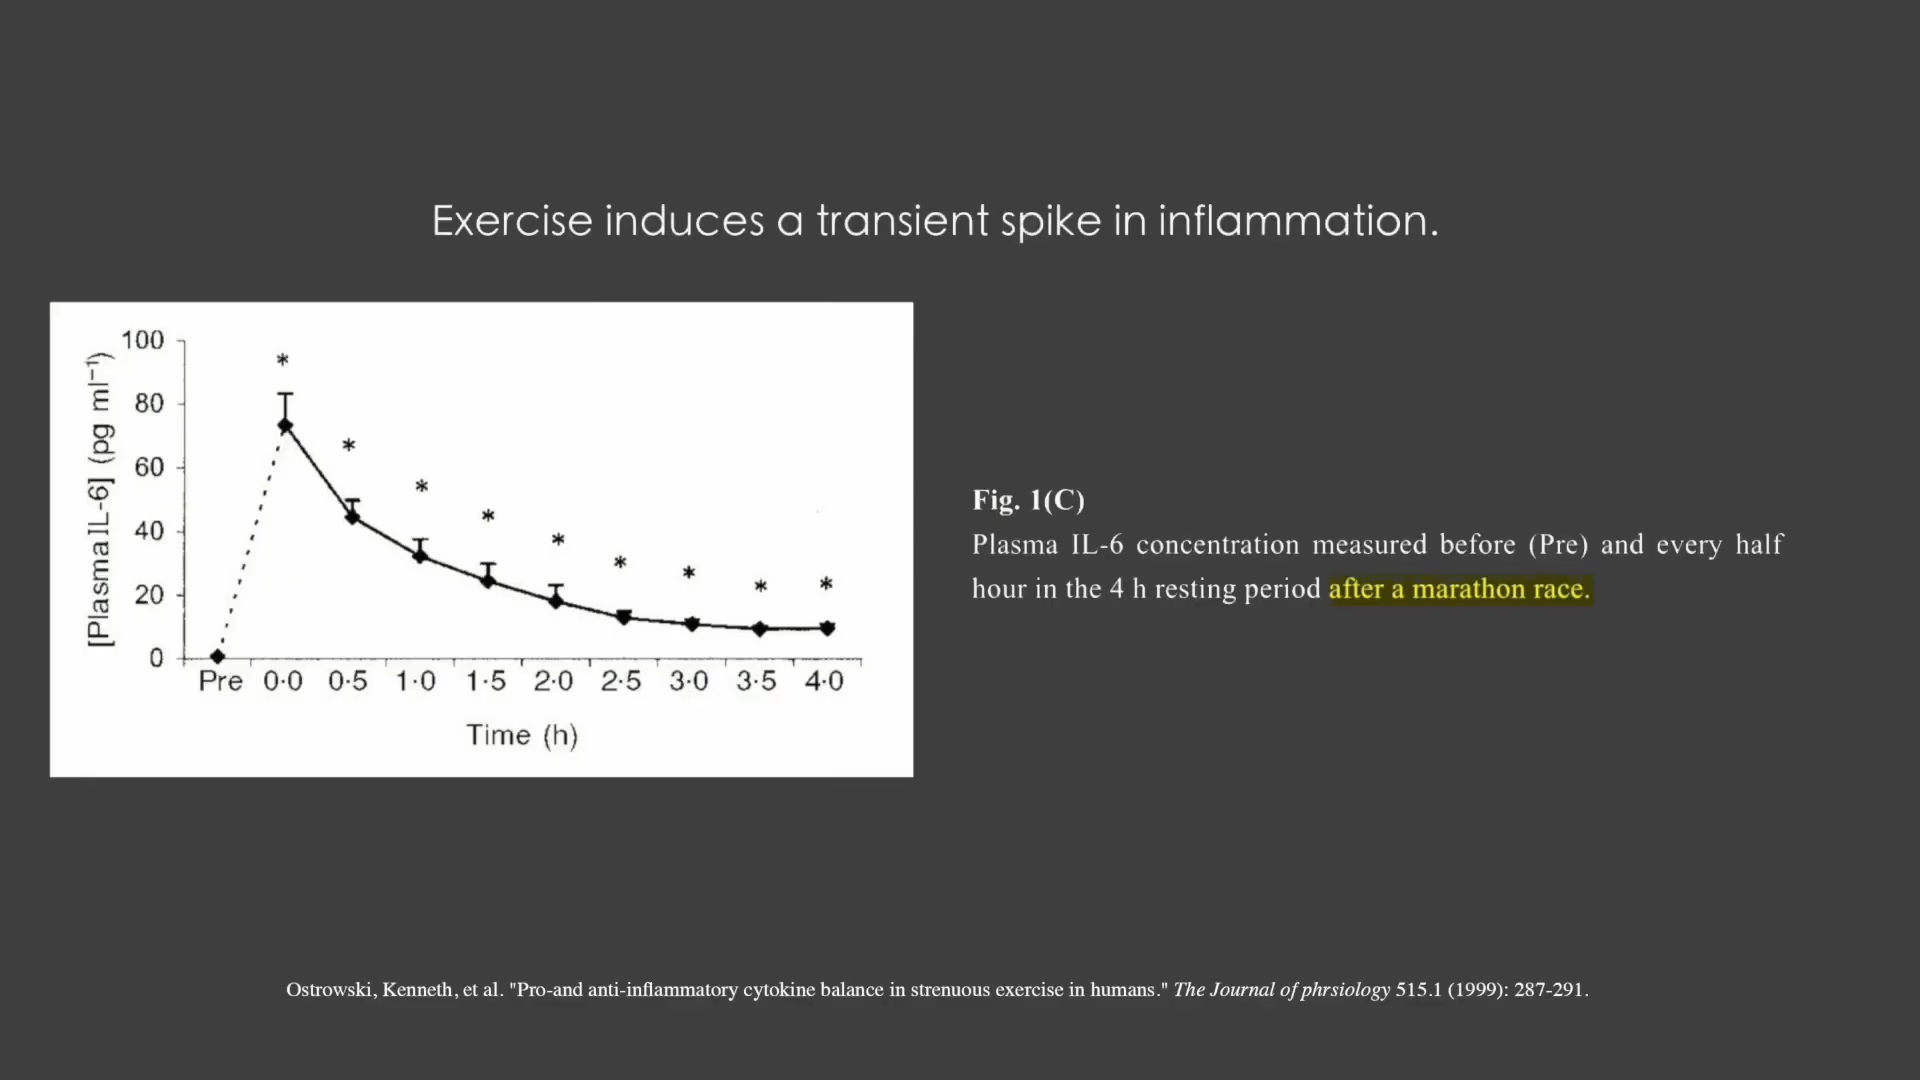 Exercise induces a transient spike in inflammation.
[Plasma IL-6] (pg ml⁻¹)
100
80
60
40
20
0
* * * * * * * * *
Pre 0·0 0·5 1·0 1·5 2·0 2·5 3·0 3·5 4·0
Time (h)
Fig. 1(C)
Plasma IL-6 concentration measured before (Pre) and every half
hour in the 4 h resting period after a marathon race.
Ostrowski, Kenneth, et al. "Pro-and anti-inflammatory cytokine balance in strenuous exercise in humans." The Journal of phrsiology 515.1 (1999): 287-291.